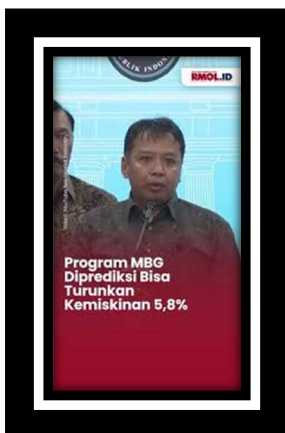 RMOL.ID
Program MBG
Diprediksi Bisa
Turunkan
Kemiskinan 5,8%